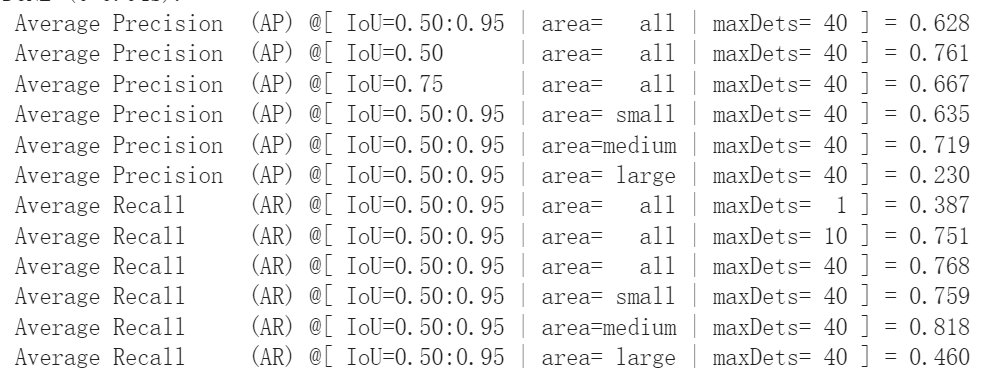 Average Precision  (AP) @[ IoU=0.50:0.95 | area=   all | maxDets= 40 ] = 0.628
Average Precision  (AP) @[ IoU=0.50      | area=   all | maxDets= 40 ] = 0.761
Average Precision  (AP) @[ IoU=0.75      | area=   all | maxDets= 40 ] = 0.667
Average Precision  (AP) @[ IoU=0.50:0.95 | area= small | maxDets= 40 ] = 0.635
Average Precision  (AP) @[ IoU=0.50:0.95 | area=medium | maxDets= 40 ] = 0.719
Average Precision  (AP) @[ IoU=0.50:0.95 | area= large | maxDets= 40 ] = 0.230
Average Recall     (AR) @[ IoU=0.50:0.95 | area=   all | maxDets=  1 ] = 0.387
Average Recall     (AR) @[ IoU=0.50:0.95 | area=   all | maxDets= 10 ] = 0.751
Average Recall     (AR) @[ IoU=0.50:0.95 | area=   all | maxDets= 40 ] = 0.768
Average Recall     (AR) @[ IoU=0.50:0.95 | area= small | maxDets= 40 ] = 0.759
Average Recall     (AR) @[ IoU=0.50:0.95 | area=medium | maxDets= 40 ] = 0.818
Average Recall     (AR) @[ IoU=0.50:0.95 | area= large | maxDets= 40 ] = 0.460